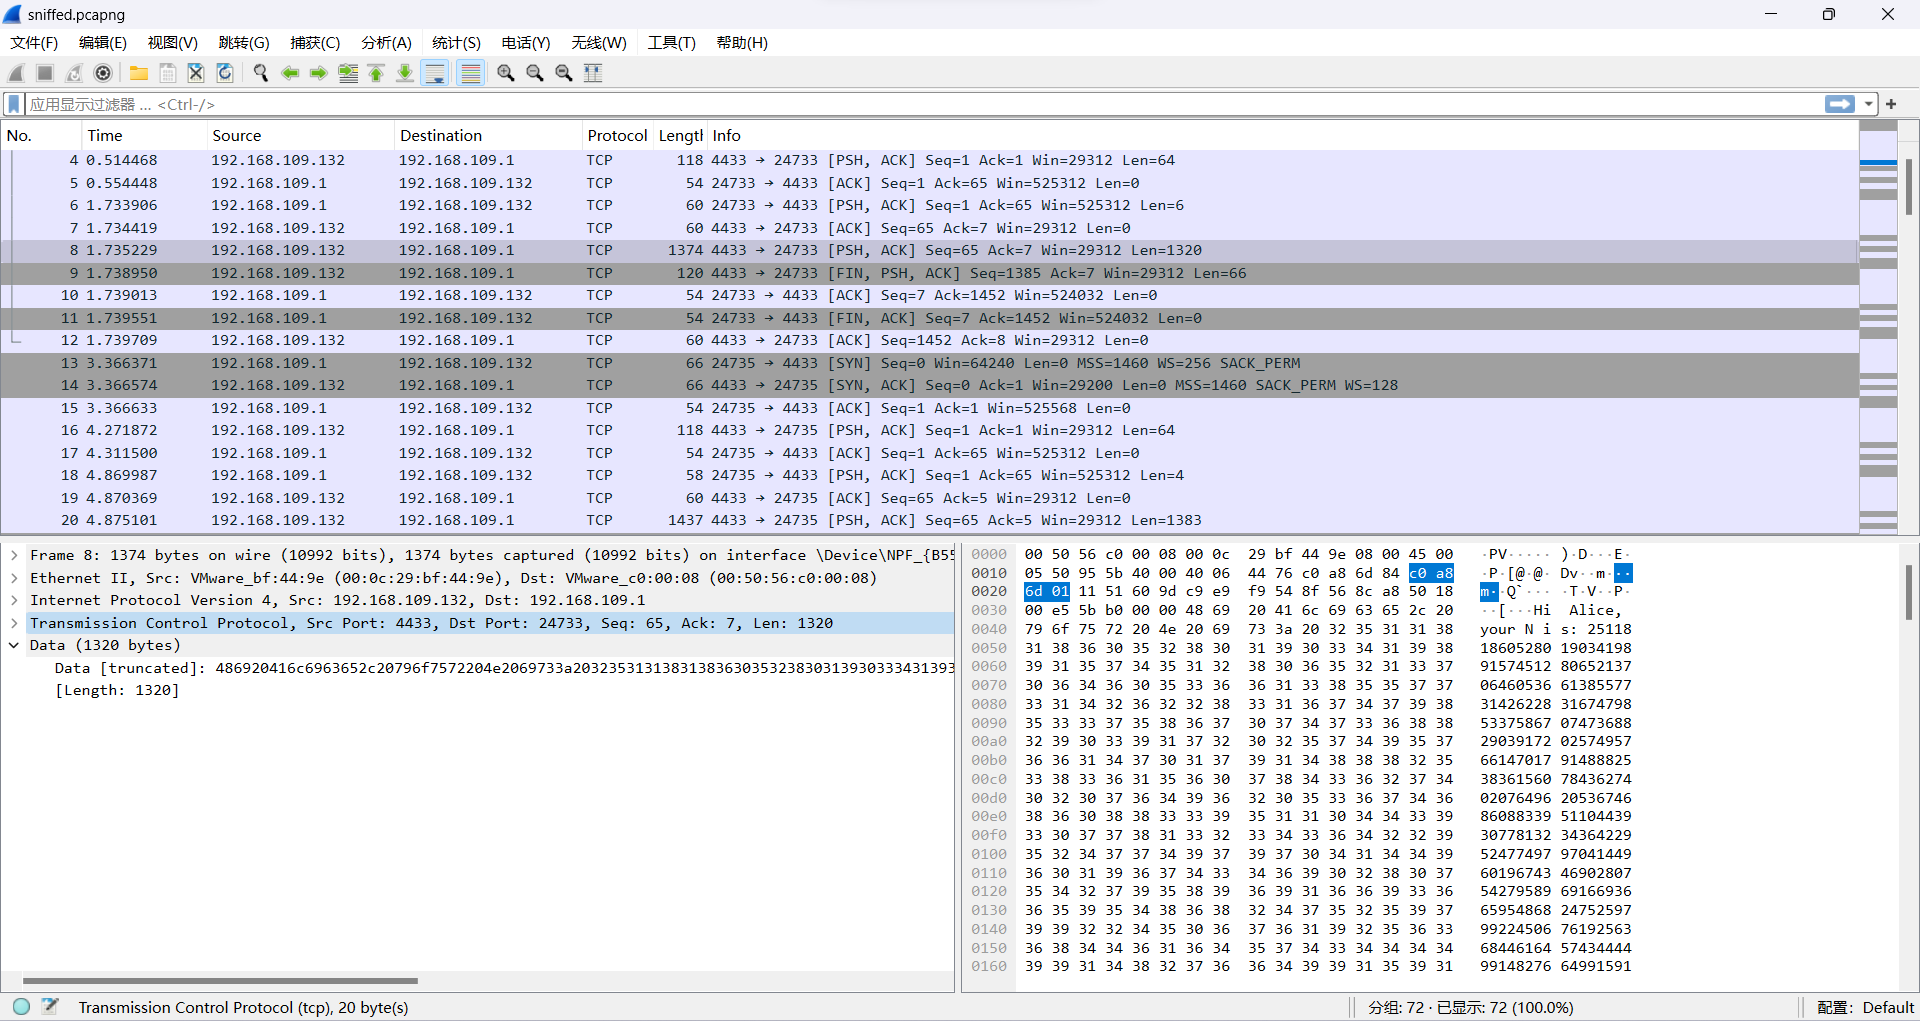 sniffed.pcapng
文件(F) 编辑(E) 视图(V) 跳转(G) 捕获(C) 分析(A) 统计(S) 电话(Y) 无线(W) 工具(T) 帮助(H)
应用显示过滤器 … <Ctrl-/>
No. Time Source Destination Protocol Length Info
4 0.514468 192.168.109.132 192.168.109.1 TCP 118 4433 → 24733 [PSH, ACK] Seq=1 Ack=1 Win=29312 Len=64
5 0.554448 192.168.109.1 192.168.109.132 TCP 54 24733 → 4433 [ACK] Seq=1 Ack=65 Win=525312 Len=0
6 1.733906 192.168.109.1 192.168.109.132 TCP 60 24733 → 4433 [PSH, ACK] Seq=1 Ack=65 Win=525312 Len=6
7 1.734419 192.168.109.132 192.168.109.1 TCP 60 4433 → 24733 [ACK] Seq=65 Ack=7 Win=29312 Len=0
8 1.735229 192.168.109.132 192.168.109.1 TCP 1374 4433 → 24733 [PSH, ACK] Seq=65 Ack=7 Win=29312 Len=1320
9 1.738950 192.168.109.132 192.168.109.1 TCP 120 4433 → 24733 [FIN, PSH, ACK] Seq=1385 Ack=7 Win=29312 Len=66
10 1.739013 192.168.109.1 192.168.109.132 TCP 54 24733 → 4433 [ACK] Seq=7 Ack=1452 Win=524032 Len=0
11 1.739551 192.168.109.1 192.168.109.132 TCP 54 24733 → 4433 [FIN, ACK] Seq=7 Ack=1452 Win=524032 Len=0
12 1.739709 192.168.109.132 192.168.109.1 TCP 60 4433 → 24733 [ACK] Seq=1452 Ack=8 Win=29312 Len=0
13 3.366371 192.168.109.1 192.168.109.132 TCP 66 24735 → 4433 [SYN] Seq=0 Win=64240 Len=0 MSS=1460 WS=256 SACK_PERM
14 3.366574 192.168.109.132 192.168.109.1 TCP 66 4433 → 24735 [SYN, ACK] Seq=0 Ack=1 Win=29200 Len=0 MSS=1460 SACK_PERM WS=128
15 3.366633 192.168.109.1 192.168.109.132 TCP 54 24735 → 4433 [ACK] Seq=1 Ack=1 Win=525568 Len=0
16 4.271872 192.168.109.132 192.168.109.1 TCP 118 4433 → 24735 [PSH, ACK] Seq=1 Ack=1 Win=29312 Len=64
17 4.311500 192.168.109.1 192.168.109.132 TCP 54 24735 → 4433 [ACK] Seq=1 Ack=65 Win=525312 Len=0
18 4.869987 192.168.109.1 192.168.109.132 TCP 58 24735 → 4433 [PSH, ACK] Seq=1 Ack=65 Win=525312 Len=4
19 4.870369 192.168.109.132 192.168.109.1 TCP 60 4433 → 24735 [ACK] Seq=65 Ack=5 Win=29312 Len=0
20 4.875101 192.168.109.132 192.168.109.1 TCP 1437 4433 → 24735 [PSH, ACK] Seq=65 Ack=5 Win=29312 Len=1383
Frame 8: 1374 bytes on wire (10992 bits), 1374 bytes captured (10992 bits) on interface \Device\NPF_{B55
Ethernet II, Src: VMware_bf:44:9e (00:0c:29:bf:44:9e), Dst: VMware_c0:00:08 (00:50:56:c0:00:08)
Internet Protocol Version 4, Src: 192.168.109.132, Dst: 192.168.109.1
Transmission Control Protocol, Src Port: 4433, Dst Port: 24733, Seq: 65, Ack: 7, Len: 1320
Data (1320 bytes)
Data [truncated]: 486920416c6963652c20796f7572204e2069733a2032353131383138363035323830313930333431393
[Length: 1320]
0000 00 50 56 c0 00 08 00 0c 29 bf 44 9e 08 00 45 00 ·PV····· )·D···E·
0010 05 50 95 5b 40 00 40 06 44 76 c0 a8 6d 84 c0 a8 ·P·[@·@· Dv··m···
0020 6d 01 11 51 60 9d c9 e9 f9 54 8f 56 8c a8 50 18 m··Q`··· ·T·V··P·
0030 00 e5 5b b0 00 00 48 69 20 41 6c 69 63 65 2c 20 ··[···Hi Alice,
0040 79 6f 75 72 20 4e 20 69 73 3a 20 32 35 31 31 38 your N i s: 25118
0050 31 38 36 30 35 32 38 30 31 39 30 33 34 31 39 38 18605280 19034198
0060 39 31 35 37 34 35 31 32 38 30 36 35 32 31 33 37 91574512 80652137
0070 30 36 34 36 30 35 33 36 36 31 33 38 35 35 37 37 06460536 61385577
0080 33 31 34 32 36 32 32 38 33 31 36 37 34 37 39 38 31426228 31674798
0090 35 33 33 37 35 38 36 37 30 37 34 37 33 36 38 38 53375867 07473688
00a0 32 39 30 33 39 31 37 32 30 32 35 37 34 39 35 37 29039172 02574957
00b0 36 36 31 34 37 30 31 37 39 31 34 38 38 38 32 35 66147017 91488825
00c0 33 38 33 36 31 35 36 30 37 38 34 33 36 32 37 34 38361560 78436274
00d0 30 32 30 37 36 34 39 36 32 30 35 33 36 37 34 36 02076496 20536746
00e0 38 36 30 38 38 33 33 39 35 31 31 30 34 34 33 39 86088339 51104439
00f0 33 30 37 37 38 31 33 32 33 34 33 36 34 32 32 39 30778132 34364229
0100 35 32 34 37 37 34 39 37 39 37 30 34 31 34 34 39 52477497 97041449
0110 36 30 31 39 36 37 34 33 34 36 39 30 32 38 30 37 60196743 46902807
0120 35 34 32 37 39 35 38 39 36 39 31 36 36 39 33 36 54279589 69166936
0130 36 35 39 35 34 38 36 38 32 34 37 35 32 35 39 37 65954868 24752597
0140 39 39 32 32 34 35 30 36 37 36 31 39 32 35 36 33 99224506 76192563
0150 36 38 34 34 36 31 36 34 35 37 34 33 34 34 34 34 68446164 57434444
0160 39 39 31 34 38 32 37 36 36 34 39 39 31 35 39 31 99148276 64991591
Transmission Control Protocol (tcp), 20 byte(s) 分组: 72 · 已显示: 72 (100.0%) 配置: Default